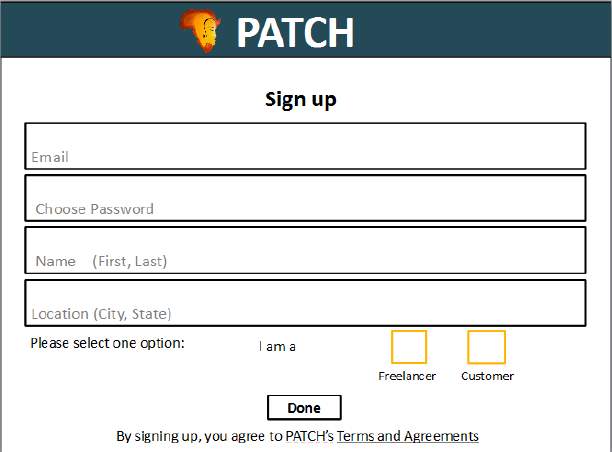 PATCH
Sign up
Email
Choose Password
Name (First, Last)
Location (City, State)
Please select one option: I am a
Freelancer Customer
Done
By signing up, you agree to PATCH's Terms and Agreements